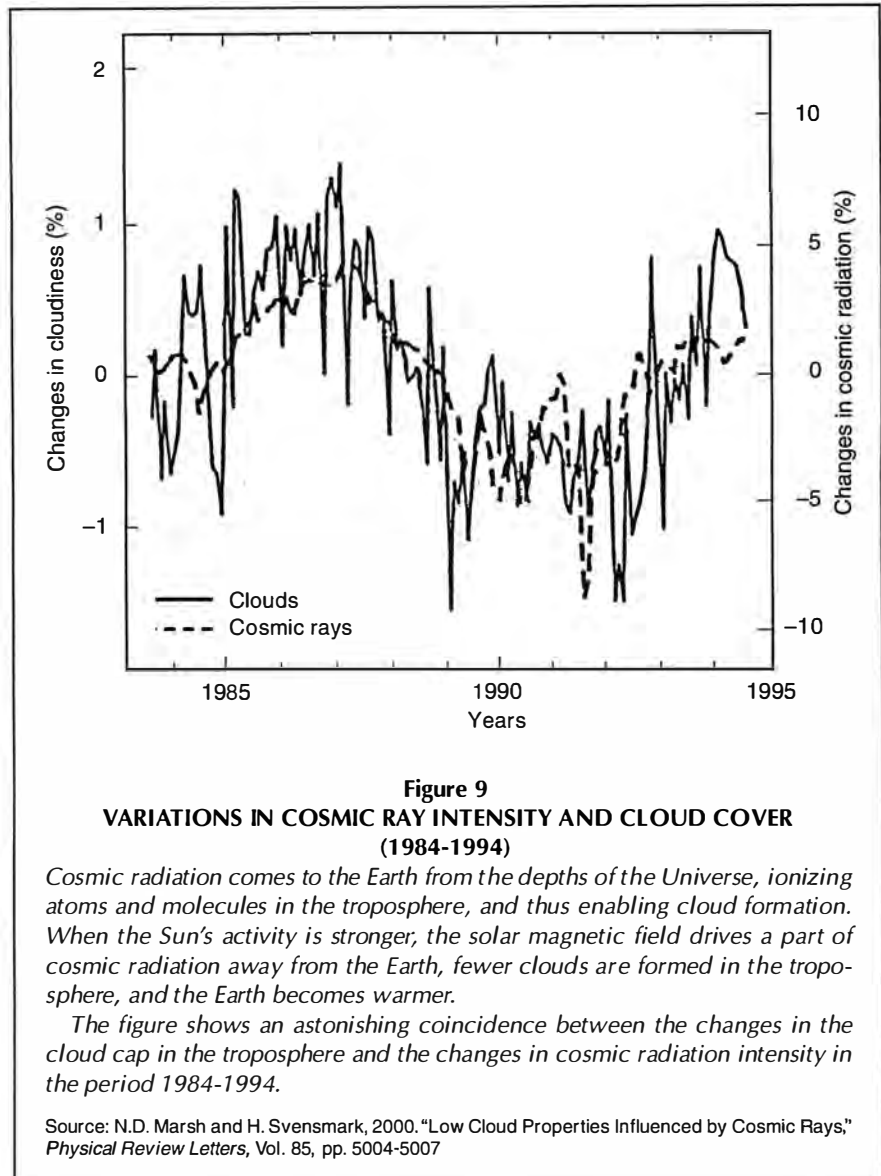 2
1
0
−1
Changes in cloudiness (%)
10
5
0
−5
−10
Changes in cosmic radiation (%)
Clouds
Cosmic rays
1985
1990
1995
Years
Figure 9
VARIATIONS IN COSMIC RAY INTENSITY AND CLOUD COVER
(1984-1994)
Cosmic radiation comes to the Earth from the depths of the Universe, ionizing
atoms and molecules in the troposphere, and thus enabling cloud formation.
When the Sun's activity is stronger, the solar magnetic field drives a part of
cosmic radiation away from the Earth, fewer clouds are formed in the tropo-
sphere, and the Earth becomes warmer.
The figure shows an astonishing coincidence between the changes in the
cloud cap in the troposphere and the changes in cosmic radiation intensity in
the period 1984-1994.
Source: N.D. Marsh and H. Svensmark, 2000. “Low Cloud Properties Influenced by Cosmic Rays,”
Physical Review Letters, Vol. 85, pp. 5004-5007